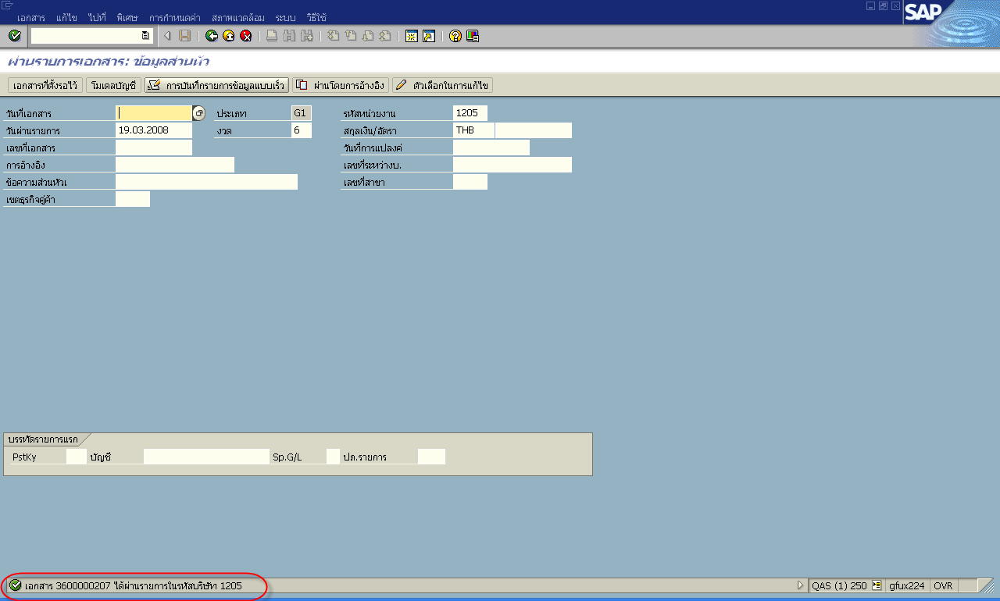 เอกสาร แก้ไข ไปที่ พิเศษ การกำหนดค่า สภาพแวดล้อม ระบบ วิธีใช้
SAP
ผ่านรายการเอกสาร: ข้อมูลส่วนหัว
เอกสารที่ตั้งรอไว้ โมเดลบัญชี การบันทึกรายการข้อมูลแบบเร็ว ผ่านโดยการอ้างอิง ตัวเลือกในการแก้ไข
วันที่เอกสาร ประเภท G1 รหัสหน่วยงาน 1205
วันผ่านรายการ 19.03.2008 งวด 6 สกุลเงิน/อัตรา THB
เลขที่เอกสาร วันที่การแปลงค่
การอ้างอิง เลขที่ระหว่างบ.
ข้อความส่วนหัวเ เลขที่สาขา
เขตธุรกิจคู่ค้า
บรรทัดรายการแรก
PstKy บัญชี Sp.G/L ปภ.รายการ
เอกสาร 3600000207 ได้ผ่านรายการในรหัสบริษัท 1205 QAS (1) 250 gfux224 OVR